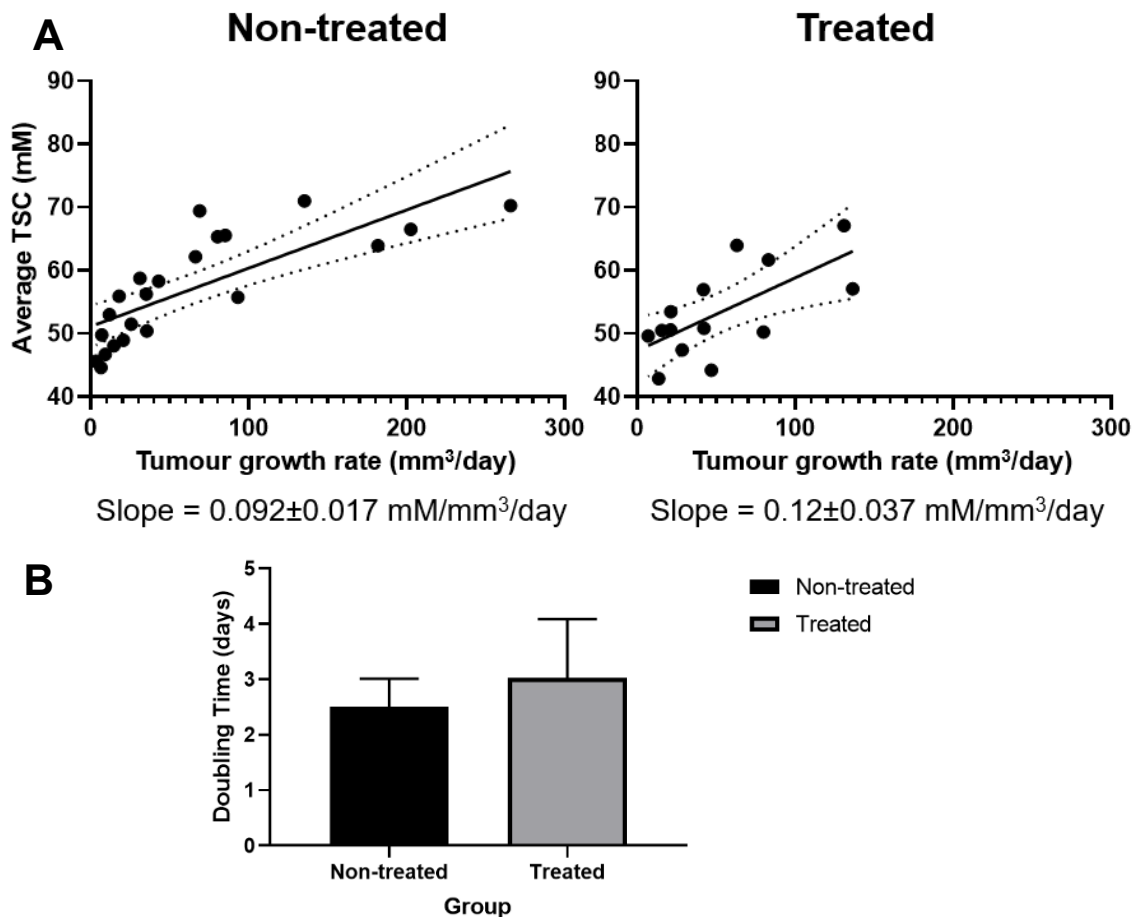 A
Non-treated
Treated
Average TSC (mM)
90
80
70
60
50
40
0
100
200
300
Tumour growth rate (mm³/day)
Slope = 0.092±0.017 mM/mm³/day
90
80
70
60
50
40
0
100
200
300
Tumour growth rate (mm³/day)
Slope = 0.12±0.037 mM/mm³/day
B
Doubling Time (days)
5
4
3
2
1
0
Non-treated
Treated
Group
Non-treated
Treated